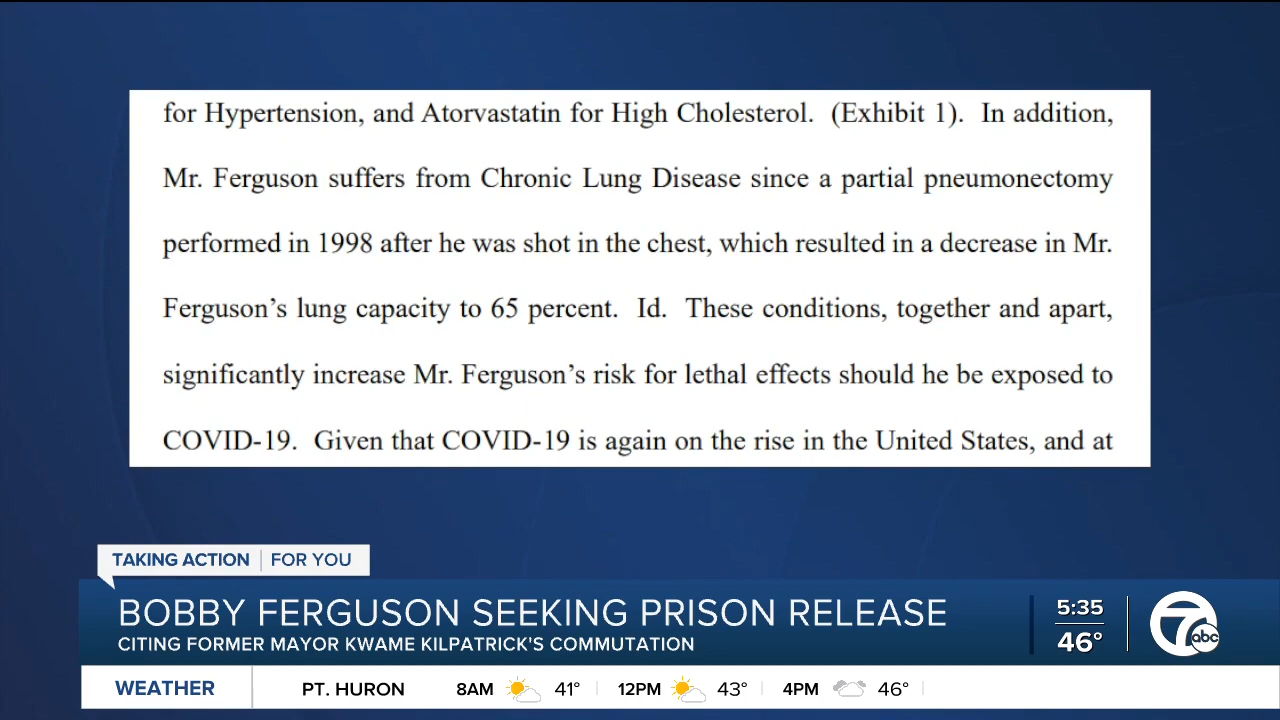 for Hypertension, and Atorvastatin for High Cholesterol. (Exhibit 1). In addition,
Mr. Ferguson suffers from Chronic Lung Disease since a partial pneumonectomy
performed in 1998 after he was shot in the chest, which resulted in a decrease in Mr.
Ferguson's lung capacity to 65 percent. Id. These conditions, together and apart,
significantly increase Mr. Ferguson's risk for lethal effects should he be exposed to
COVID-19. Given that COVID-19 is again on the rise in the United States, and at
TAKING ACTION FOR YOU
BOBBY FERGUSON SEEKING PRISON RELEASE
CITING FORMER MAYOR KWAME KILPATRICK'S COMMUTATION
5:35
46°
7 abc
WEATHER PT. HURON 8AM 41° 12PM 43° 4PM 46°